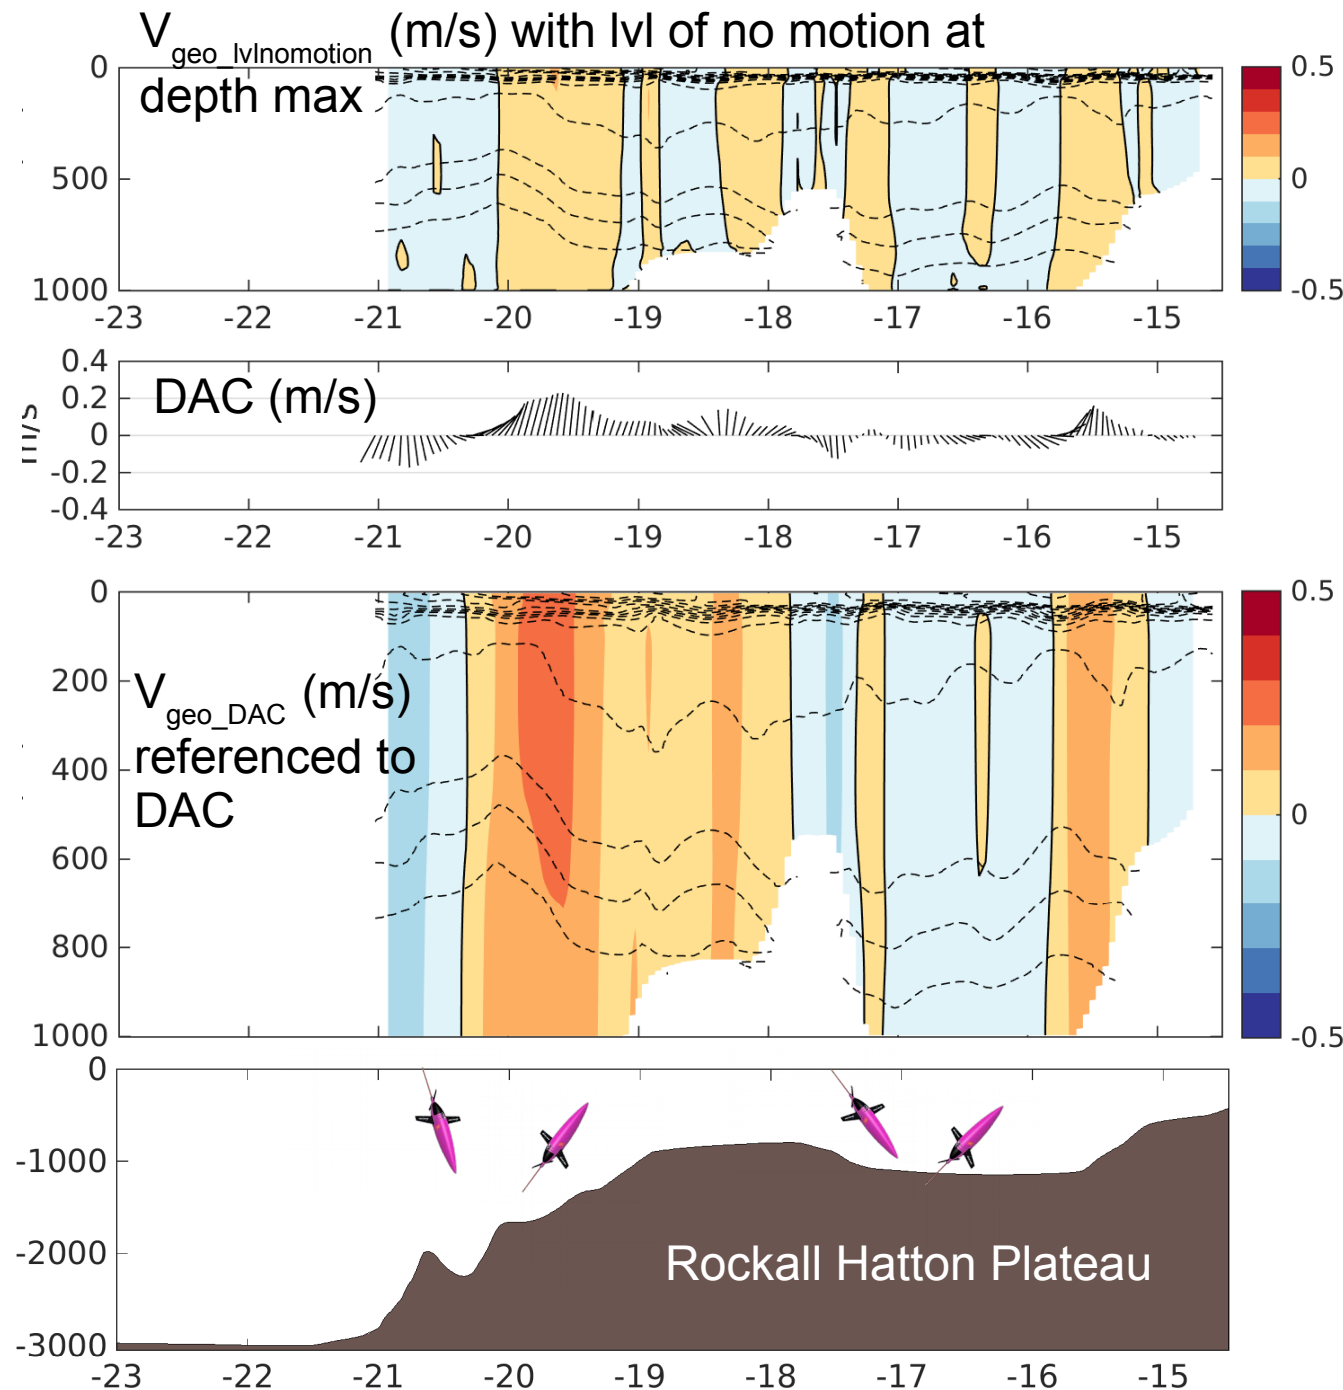 V_geo_lvlnomotion (m/s) with lvl of no motion at
depth max
0
500
1000
-23 -22 -21 -20 -19 -18 -17 -16 -15
0.5
0
-0.5
DAC (m/s)
m/s
0.4
0.2
0
-0.2
-0.4
-23 -22 -21 -20 -19 -18 -17 -16 -15
V_geo_DAC (m/s)
referenced to
DAC
0
200
400
600
800
1000
0.5
0
-0.5
0
-1000
-2000
-3000
Rockall Hatton Plateau
-23 -22 -21 -20 -19 -18 -17 -16 -15